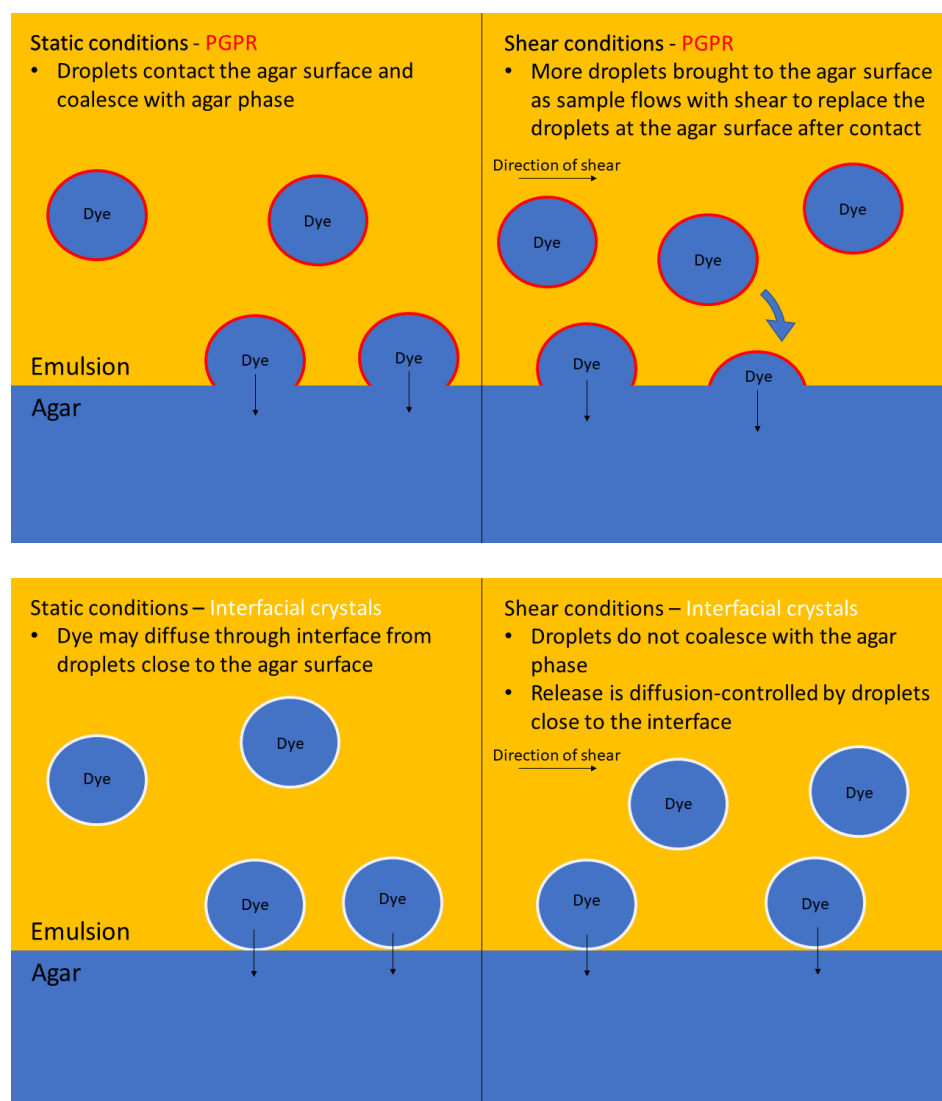 Static conditions - PGPR
• Droplets contact the agar surface and
coalesce with agar phase
Dye
Dye
Dye
Dye
Emulsion
Agar
Shear conditions - PGPR
• More droplets brought to the agar surface
as sample flows with shear to replace the
droplets at the agar surface after contact
Direction of shear
Dye
Dye
Dye
Dye
Dye
Static conditions – Interfacial crystals
• Dye may diffuse through interface from
droplets close to the agar surface
Dye
Dye
Dye
Dye
Emulsion
Agar
Shear conditions – Interfacial crystals
• Droplets do not coalesce with the agar
phase
• Release is diffusion-controlled by droplets
close to the interface
Direction of shear
Dye
Dye
Dye
Dye